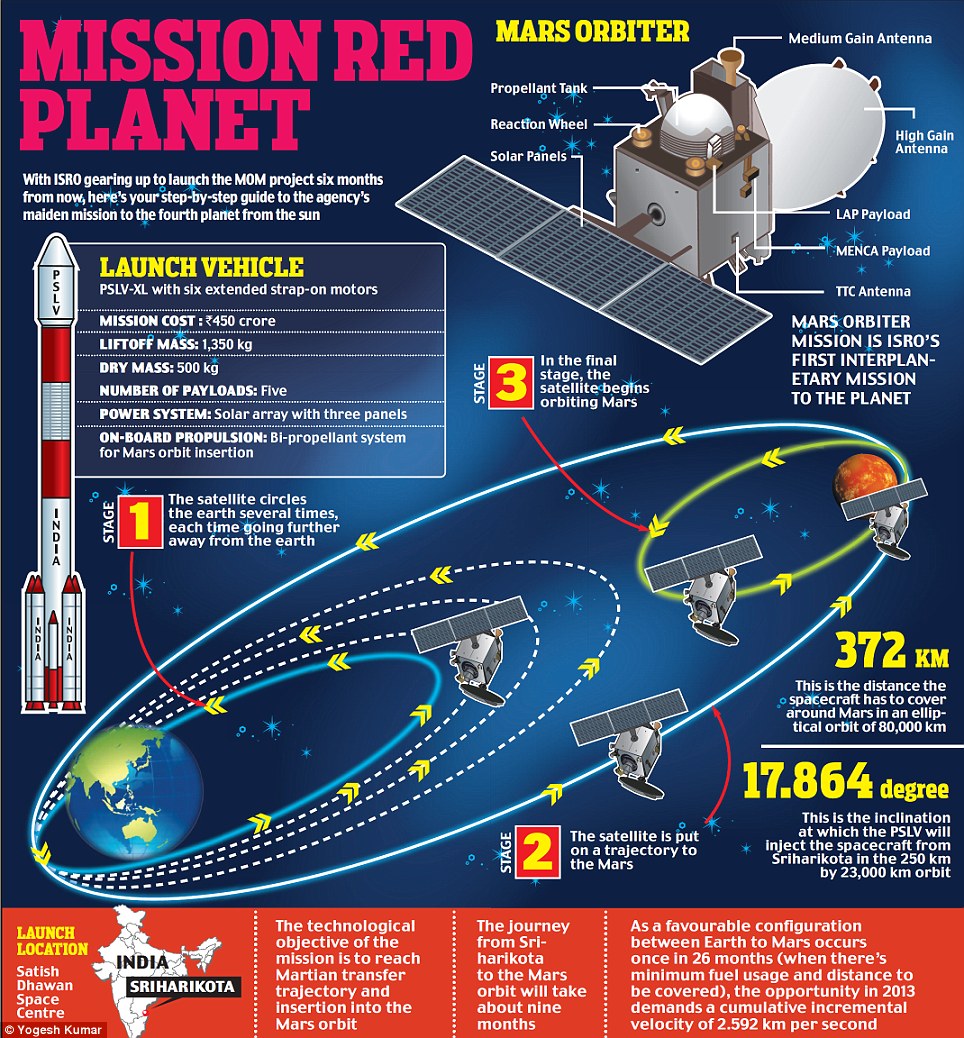 MISSION RED
PLANET
With ISRO gearing up to launch the MOM project six months
from now, here's your step-by-step guide to the agency's
maiden mission to the fourth planet from the sun
MARS ORBITER
Medium Gain Antenna
Propellant Tank
Reaction Wheel
Solar Panels
High Gain
Antenna
LAP Payload
MENCA Payload
TTC Antenna
MARS ORBITER
MISSION IS ISRO'S
FIRST INTERPLAN-
ETARY MISSION
TO THE PLANET
PSLV
INDIA
INDIA
INDIA
LAUNCH VEHICLE
PSLV-XL with six extended strap-on motors
MISSION COST : ₹450 crore
LIFTOFF MASS: 1,350 kg
DRY MASS: 500 kg
NUMBER OF PAYLOADS: Five
POWER SYSTEM: Solar array with three panels
ON-BOARD PROPULSION: Bi-propellant system
for Mars orbit insertion
STAGE
3
In the final
stage, the
satellite begins
orbiting Mars
STAGE
1
The satellite circles
the earth several times,
each time going further
away from the earth
372 KM
This is the distance the
spacecraft has to cover
around Mars in an ellip-
tical orbit of 80,000 km
17.864 degree
This is the inclination
at which the PSLV will
inject the spacecraft from
Sriharikota in the 250 km
by 23,000 km orbit
STAGE
2
The satellite is put
on a trajectory to
the Mars
LAUNCH
LOCATION
Satish
Dhawan
Space
Centre
INDIA
SRIHARIKOTA
The technological
objective of the
mission is to reach
Martian transfer
trajectory and
insertion into the
Mars orbit
The journey
from Sri-
harikota
to the Mars
orbit will take
about nine
months
As a favourable configuration
between Earth to Mars occurs
once in 26 months (when there's
minimum fuel usage and distance to
be covered), the opportunity in 2013
demands a cumulative incremental
velocity of 2.592 km per second
© Yogesh Kumar